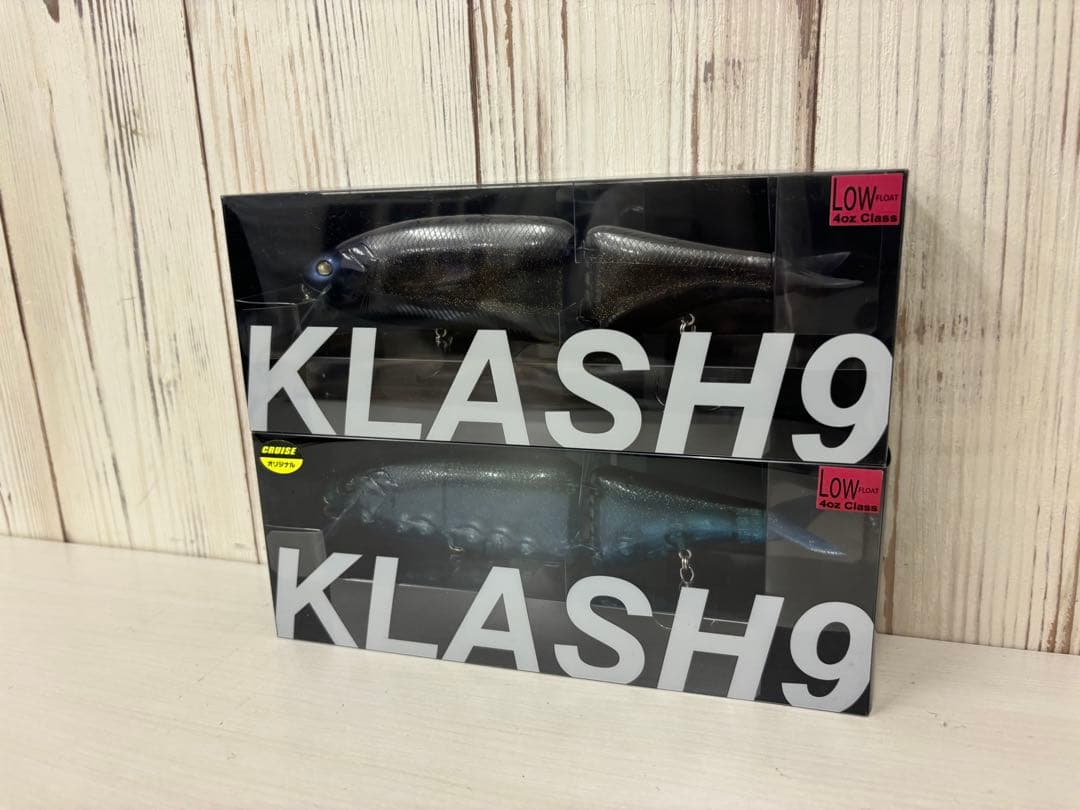 LOW FLOAT
4oz Class
KLASH9
CRUISE
オリジナル
LOW FLOAT
4oz Class
KLASH9